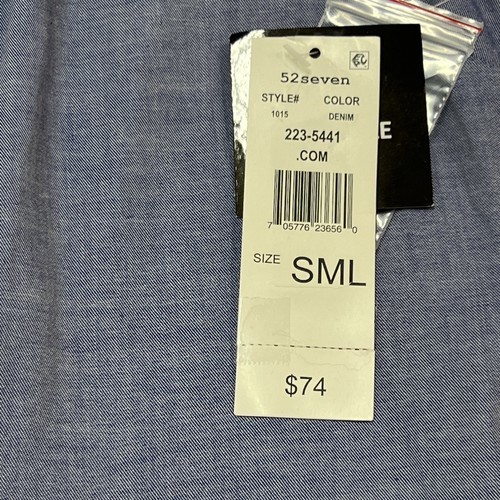 52seven
STYLE# COLOR
1015 DENIM
223-5441
.COM
7 05776 23656 0
SIZE SML
$74